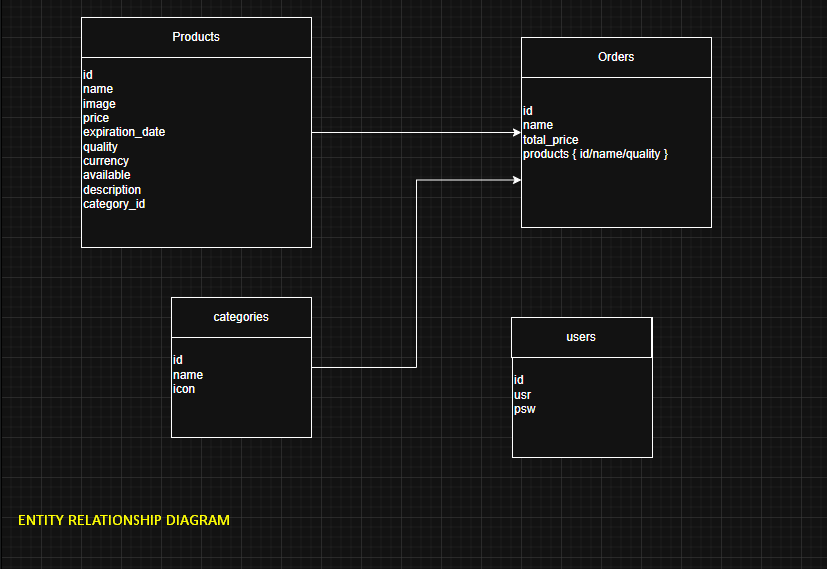 Products
id
name
image
price
expiration_date
quality
currency
available
description
category_id
Orders
id
name
total_price
products { id/name/quality }
categories
id
name
icon
users
id
usr
psw
ENTITY RELATIONSHIP DIAGRAM